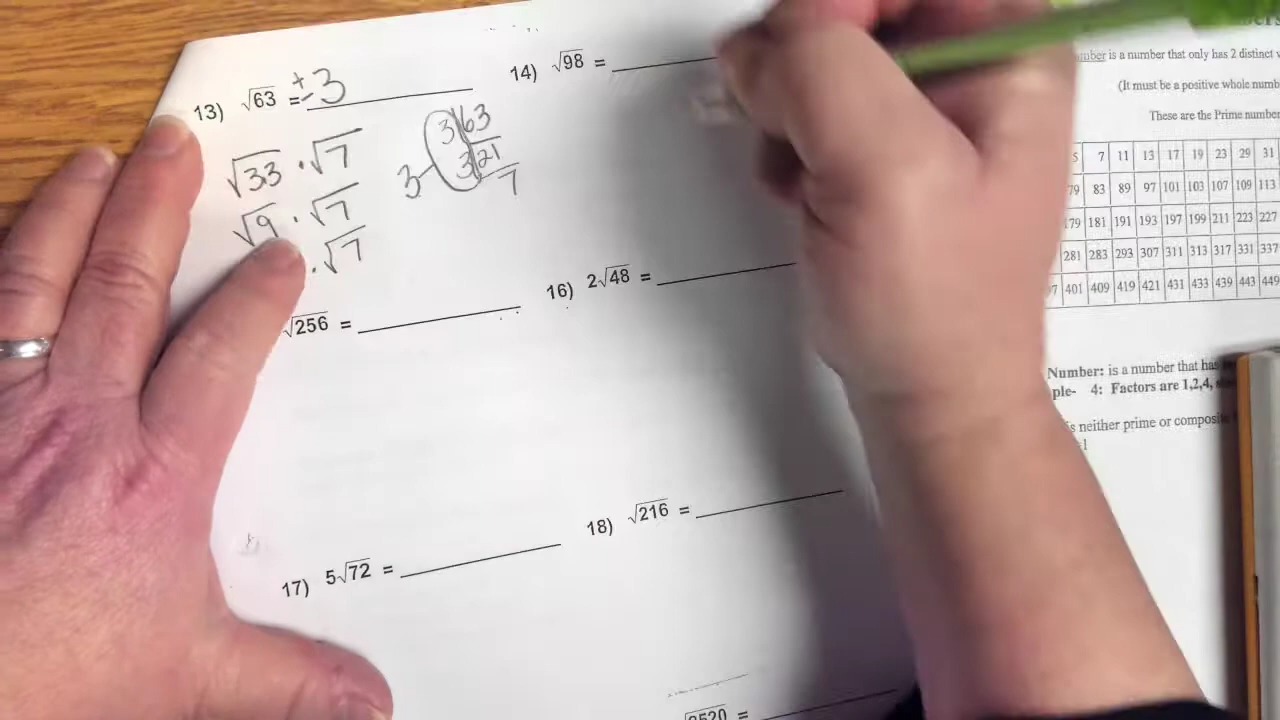 13) √63 = ± 3
14) √98 =
√33 · √7
√9 · √7
· √7
3 63
3 21
7
3
√256 =
16) 2√48 =
17) 5√72 =
18) √216 =
√2520 =
number is a number that only has 2 distinct
(It must be a positive whole numb
These are the Prime number
5 7 11 13 17 19 23 29 31
79 83 89 97 101 103 107 109 113
179 181 191 193 197 199 211 223 227
281 283 293 307 311 313 317 331 337
401 409 419 421 431 433 439 443 449
Number: is a number that has
ple- 4: Factors are 1,2,4,
is neither prime or composite
=1